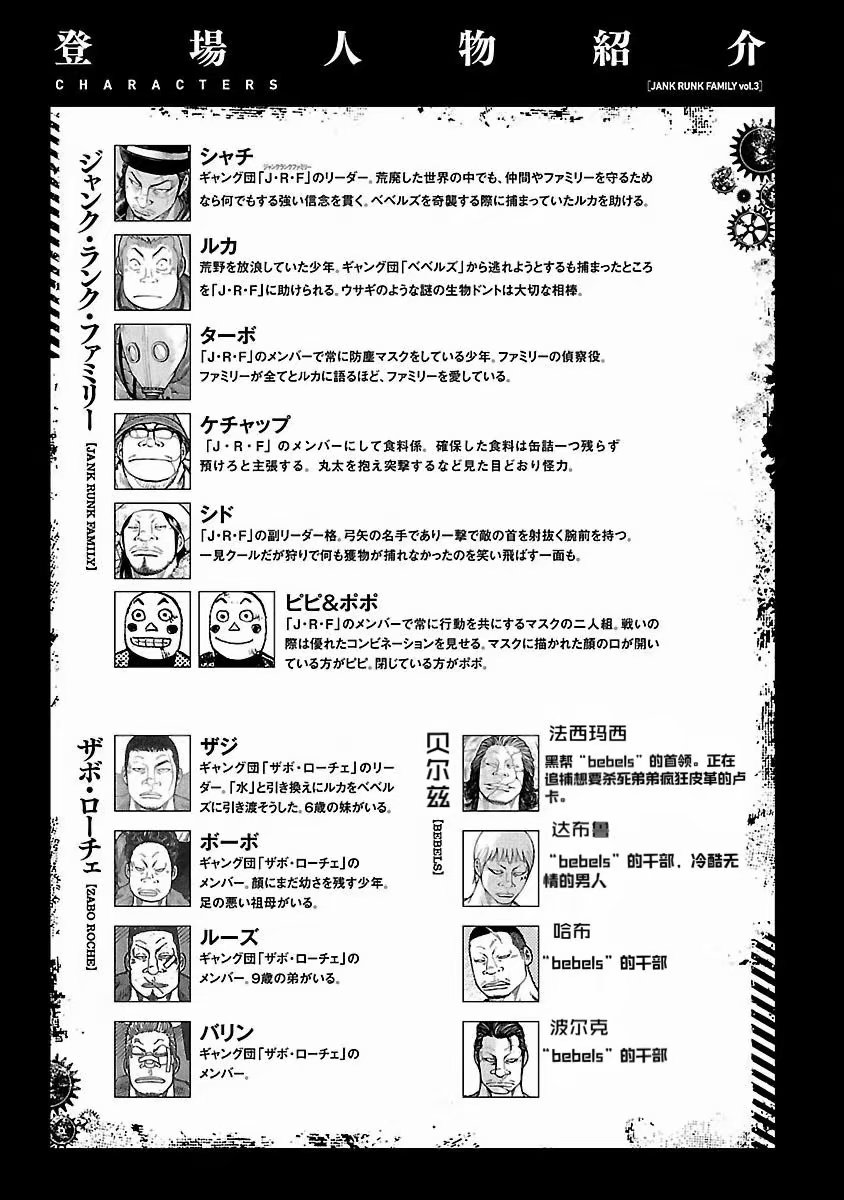 登場人物紹介
CHARACTERS
[JANK RUNK FAMILY vol.3]
ジャンク・ランク・ファミリー
[JANK RUNK FAMILY]
シャチ
ジャンクランクファミリー
ギャング団「J・R・F」のリーダー。荒廃した世界の中でも、仲間やファミリーを守るため
なら何でもする強い信念を貫く。ベベルズを奇襲する際に捕まっていたルカを助ける。
ルカ
荒野を放浪していた少年。ギャング団「ベベルズ」から逃れようとするも捕まったところ
を「J・R・F」に助けられる。ウサギのような謎の生物ドントは大切な相棒。
ターボ
「J・R・F」のメンバーで常に防塵マスクをしている少年。ファミリーの偵察役。
ファミリーが全てとルカに語るほど、ファミリーを愛している。
ケチャップ
「J・R・F」のメンバーにして食料係。確保した食料は缶詰一つ残らず
預けろと主張する。丸太を抱え突撃するなど見た目どおり怪力。
シド
「J・R・F」の副リーダー格。弓矢の名手であり一撃で敵の首を射抜く腕前を持つ。
一見クールだが狩りで何も獲物が捕れなかったのを笑い飛ばす一面も。
ピピ&ポポ
「J・R・F」のメンバーで常に行動を共にするマスクの二人組。戦いの
際は優れたコンビネーションを見せる。マスクに描かれた顔の口が開い
ている方がピピ。閉じている方がポポ。
ザボ・ローチェ
[ZABO ROCHE]
ザジ
ギャング団「ザボ・ローチェ」のリー
ダー。「水」と引き換えにルカをベベル
ズに引き渡そうした。6歳の妹がいる。
ボーボ
ギャング団「ザボ・ローチェ」の
メンバー。顔にまだ幼さを残す少年。
足の悪い祖母がいる。
ルーズ
ギャング団「ザボ・ローチェ」の
メンバー。9歳の弟がいる。
バリン
ギャング団「ザボ・ローチェ」の
メンバー。
贝尔兹
[BEBELS]
法西玛西
黑帮“bebels”的首领。正在
追捕想要杀死弟弟疯狂皮革的卢
卡。
达布鲁
“bebels”的干部，冷酷无
情的男人
哈布
“bebels”的干部
波尔克
“bebels”的干部